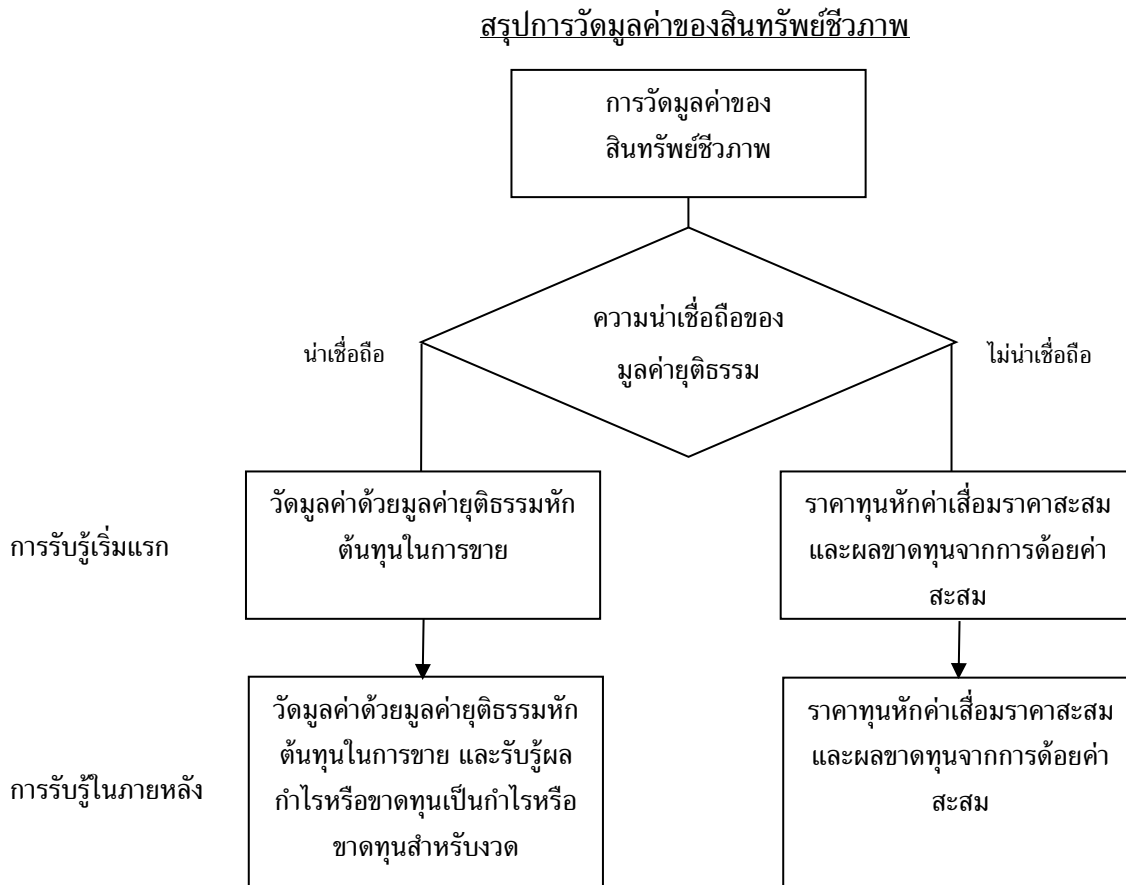 สรุปการวัดมูลค่าของสินทรัพย์ชีวภาพ
การวัดมูลค่าของ
สินทรัพย์ชีวภาพ
ความน่าเชื่อถือของ
มูลค่ายุติธรรม
น่าเชื่อถือ
ไม่น่าเชื่อถือ
การรับรู้เริ่มแรก
วัดมูลค่าด้วยมูลค่ายุติธรรมหัก
ต้นทุนในการขาย
ราคาทุนหักค่าเสื่อมราคาสะสม
และผลขาดทุนจากการด้อยค่า
สะสม
การรับรู้ในภายหลัง
วัดมูลค่าด้วยมูลค่ายุติธรรมหัก
ต้นทุนในการขาย และรับรู้ผล
กำไรหรือขาดทุนเป็นกำไรหรือ
ขาดทุนสำหรับงวด
ราคาทุนหักค่าเสื่อมราคาสะสม
และผลขาดทุนจากการด้อยค่า
สะสม